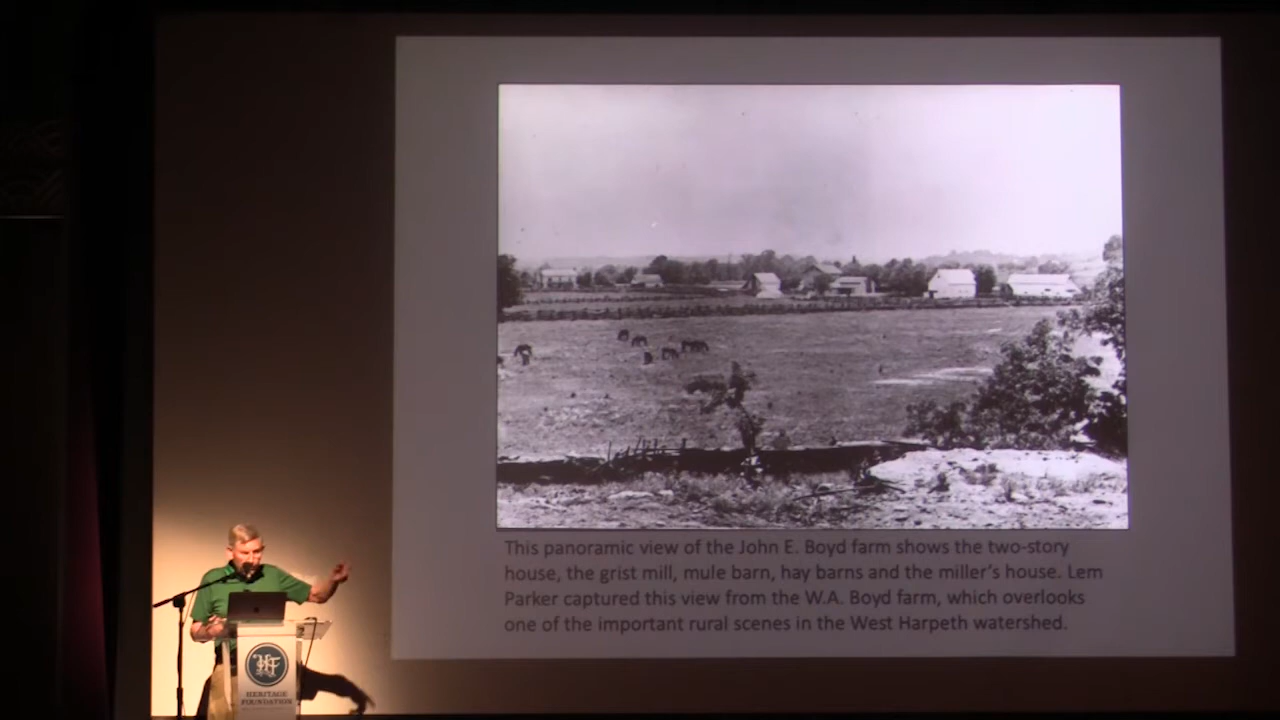 This panoramic view of the John E. Boyd farm shows the two-story
house, the grist mill, mule barn, hay barns and the miller's house. Lem
Parker captured this view from the W.A. Boyd farm, which overlooks
one of the important rural scenes in the West Harpeth watershed.
HF
HERITAGE
FOUNDATION